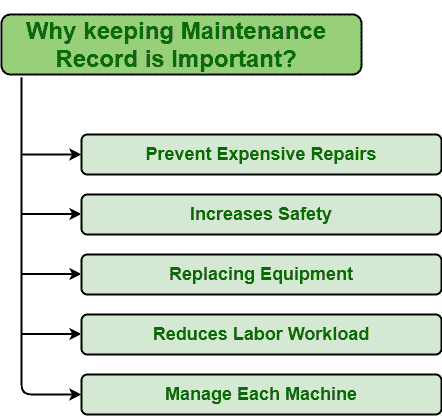 Why keeping Maintenance
Record is Important?
Prevent Expensive Repairs
Increases Safety
Replacing Equipment
Reduces Labor Workload
Manage Each Machine